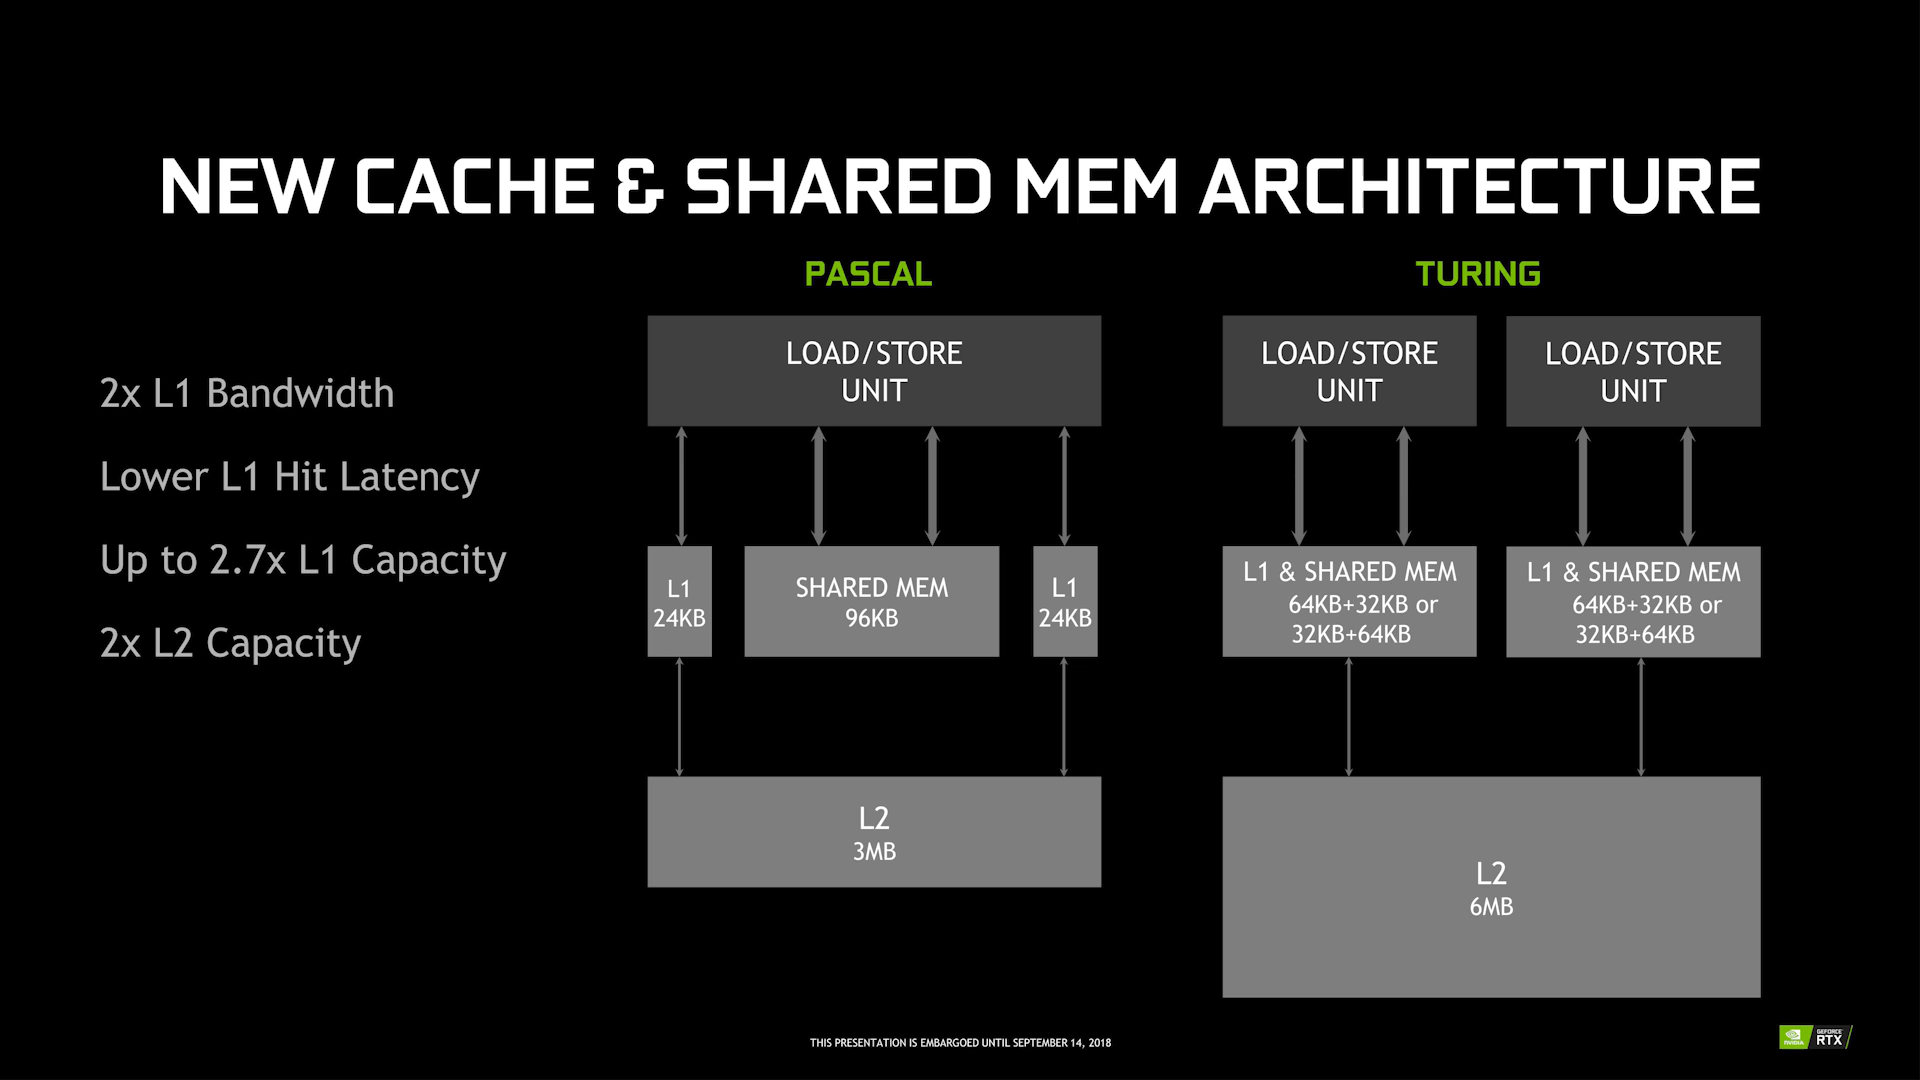 NEW CACHE & SHARED MEM ARCHITECTURE
2x L1 Bandwidth
Lower L1 Hit Latency
Up to 2.7x L1 Capacity
2x L2 Capacity
PASCAL
LOAD/STORE
UNIT
L1
24KB
SHARED MEM
96KB
L1
24KB
L2
3MB
TURING
LOAD/STORE
UNIT
LOAD/STORE
UNIT
L1 & SHARED MEM
64KB+32KB or
32KB+64KB
L1 & SHARED MEM
64KB+32KB or
32KB+64KB
L2
6MB
THIS PRESENTATION IS EMBARGOED UNTIL SEPTEMBER 14, 2018
NVIDIA
GEFORCE
RTX